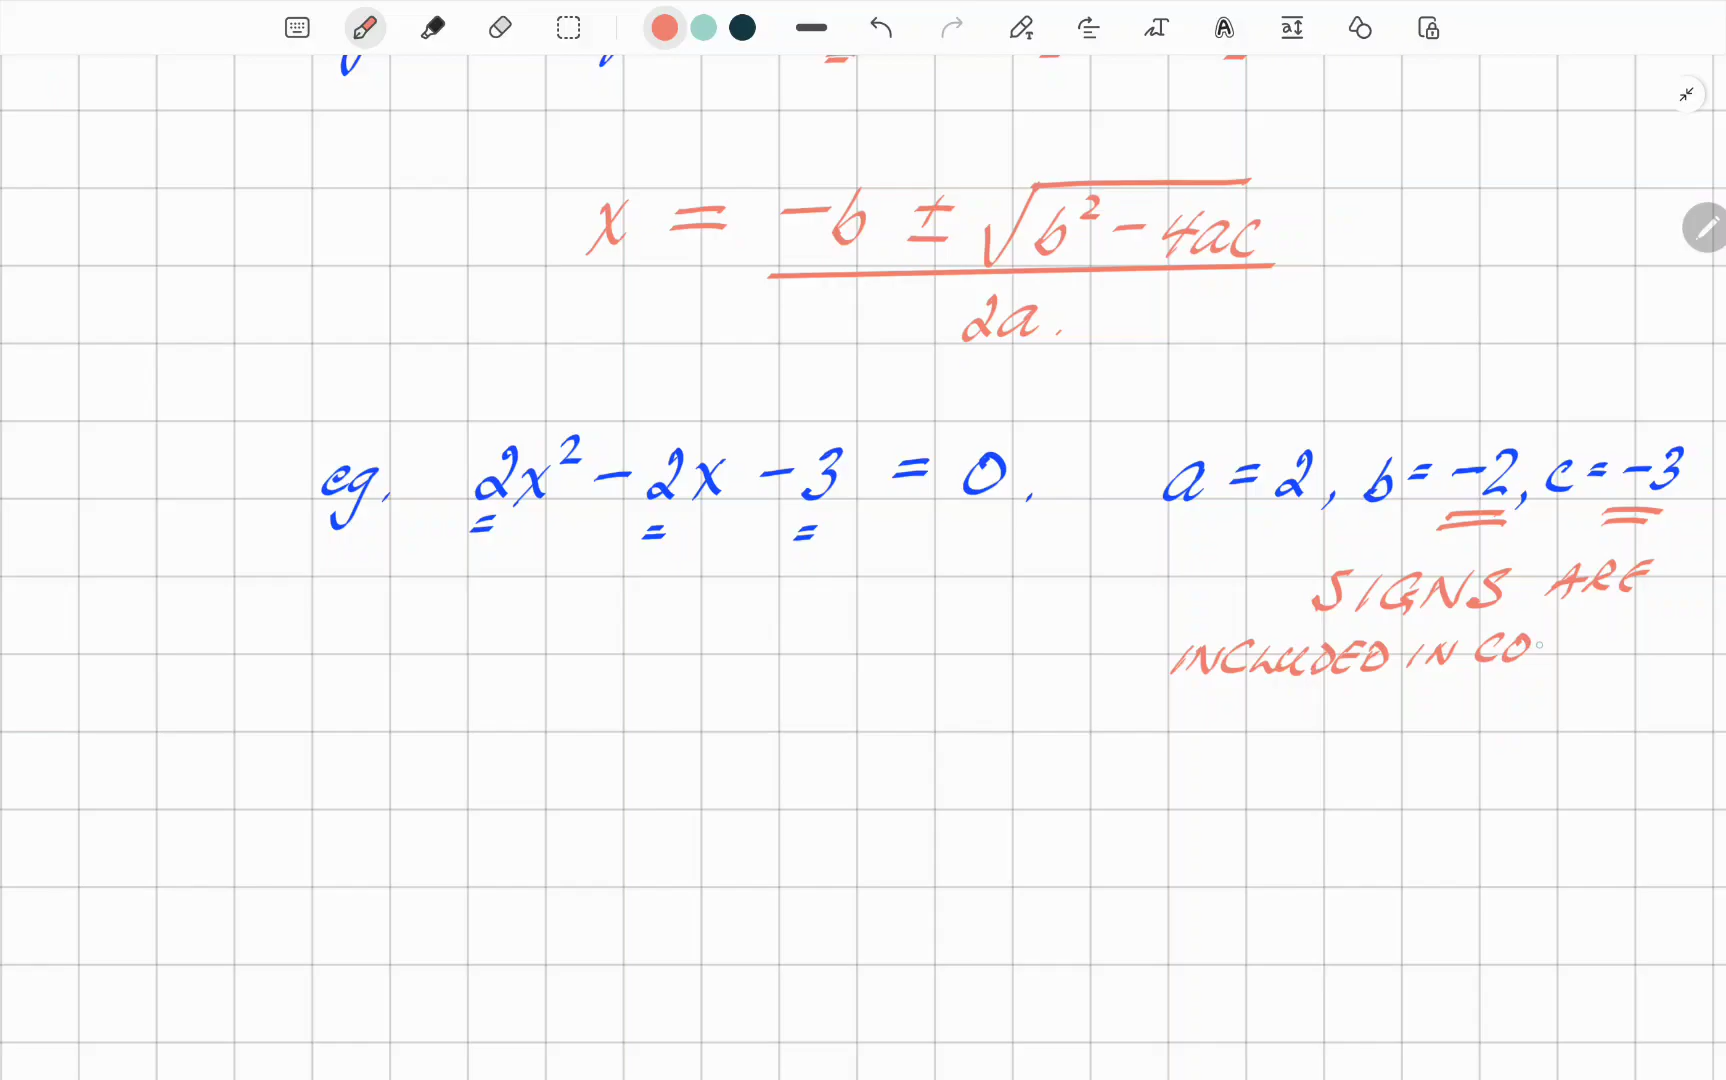 x = -b ± √(b² - 4ac)
2a.
eg. 2x² - 2x - 3 = 0. a = 2, b = -2, c = -3
SIGNS ARE
INCLUDED IN CO